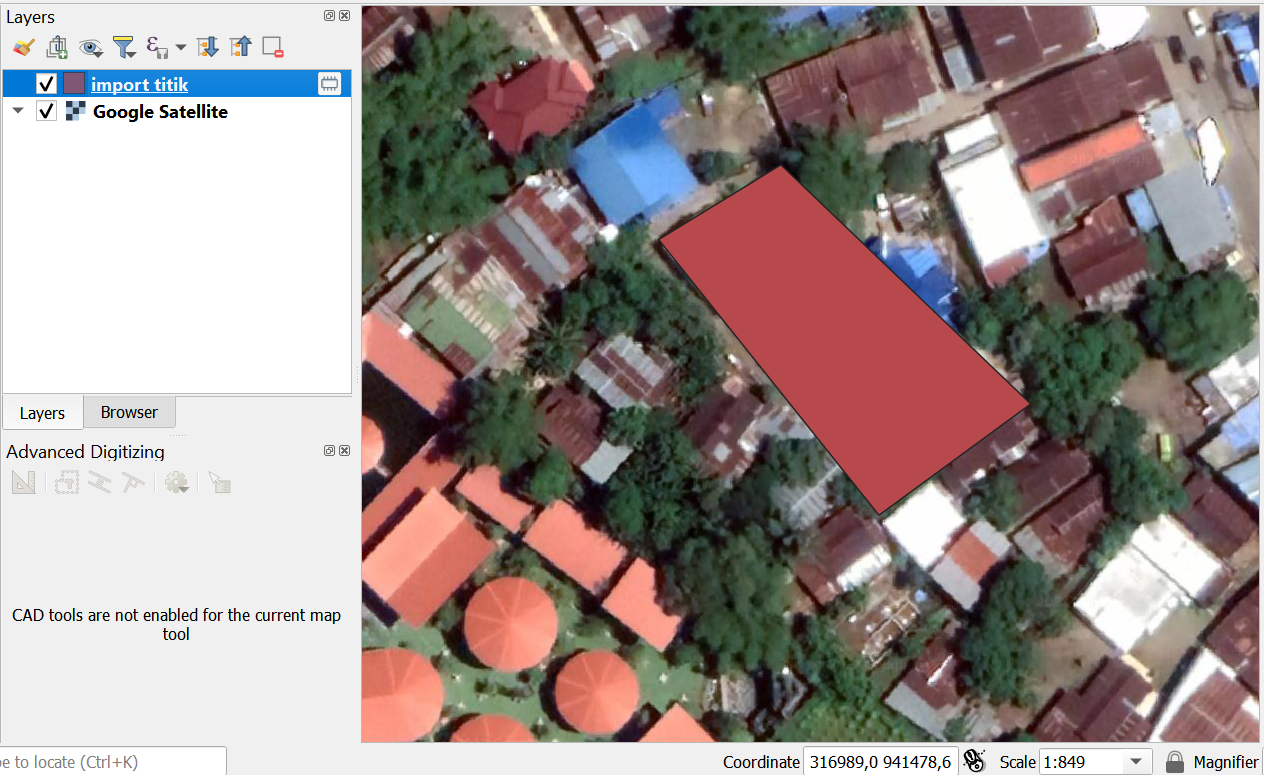 Layers
import titik
Google Satellite
Layers
Browser
Advanced Digitizing
CAD tools are not enabled for the current map
tool
pe to locate (Ctrl+K)
Coordinate 316989,0 941478,6
Scale 1:849
Magnifier